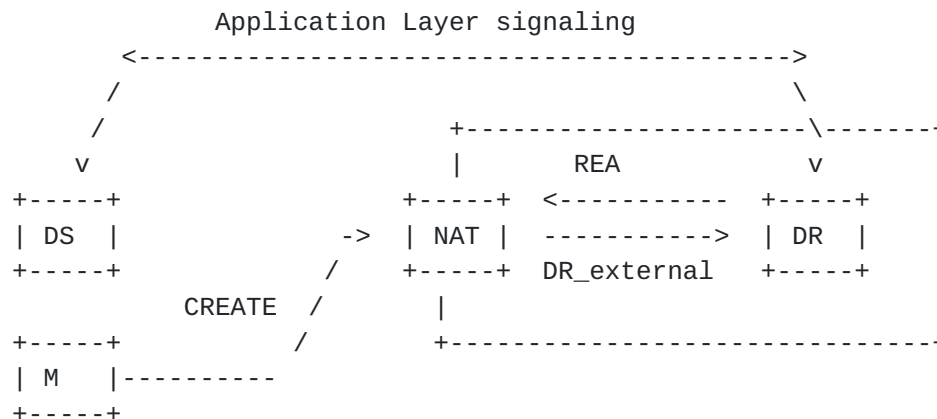 Application Layer signaling
<------------------------------------------>
/ \
/ +----------------------\-------+
v | REA v
+-----+ +-----+ <----------- +-----+
| DS | -> | NAT | -----------> | DR |
+-----+ / +-----+ DR_external +-----+
CREATE / |
+-----+ / +-------------------------------+
| M |----------
+-----+